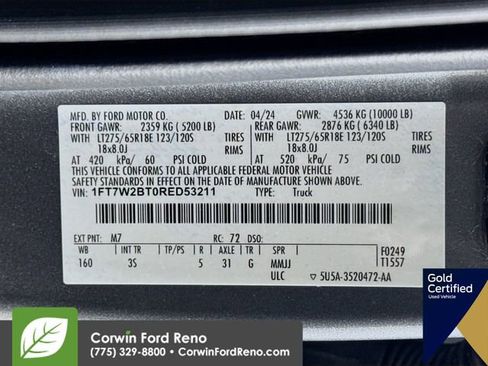 MFD. BY FORD MOTOR CO. 04/24 GVWR: 4536 KG (10000 LB)
FRONT GAWR: 2359 KG (5200 LB) REAR GAWR: 2876 KG (6340 LB)
LT275/65R18E 123/120S TIRES LT275/65R18E 123/120S TIRES
18x8.0J RIMS 18x8.0J RIMS
AT 420 kPa/ 60 PSI COLD AT 520 kPa/ 75 PSI COLD
THIS VEHICLE CONFORMS TO ALL APPLICABLE FEDERAL MOTOR
VEHICLE SAFETY STANDARDS IN EFFECT ON THE DATE OF MANUFACTURE SHOWN ABOVE.
VIN: 1FT7W2BT0RED53211 TYPE: Truck
EXT PNT: M7 RC: 72 DSO: F0249
WB INT TR TP/PS R AXLE TR SPR T1557
160 3S 5 31 G MMJJ
ULC 5U5A-3520472-AA
Gold
Certified
Used Vehicle
Corwin Ford Reno
(775) 329-8800 • CorwinFordReno.com